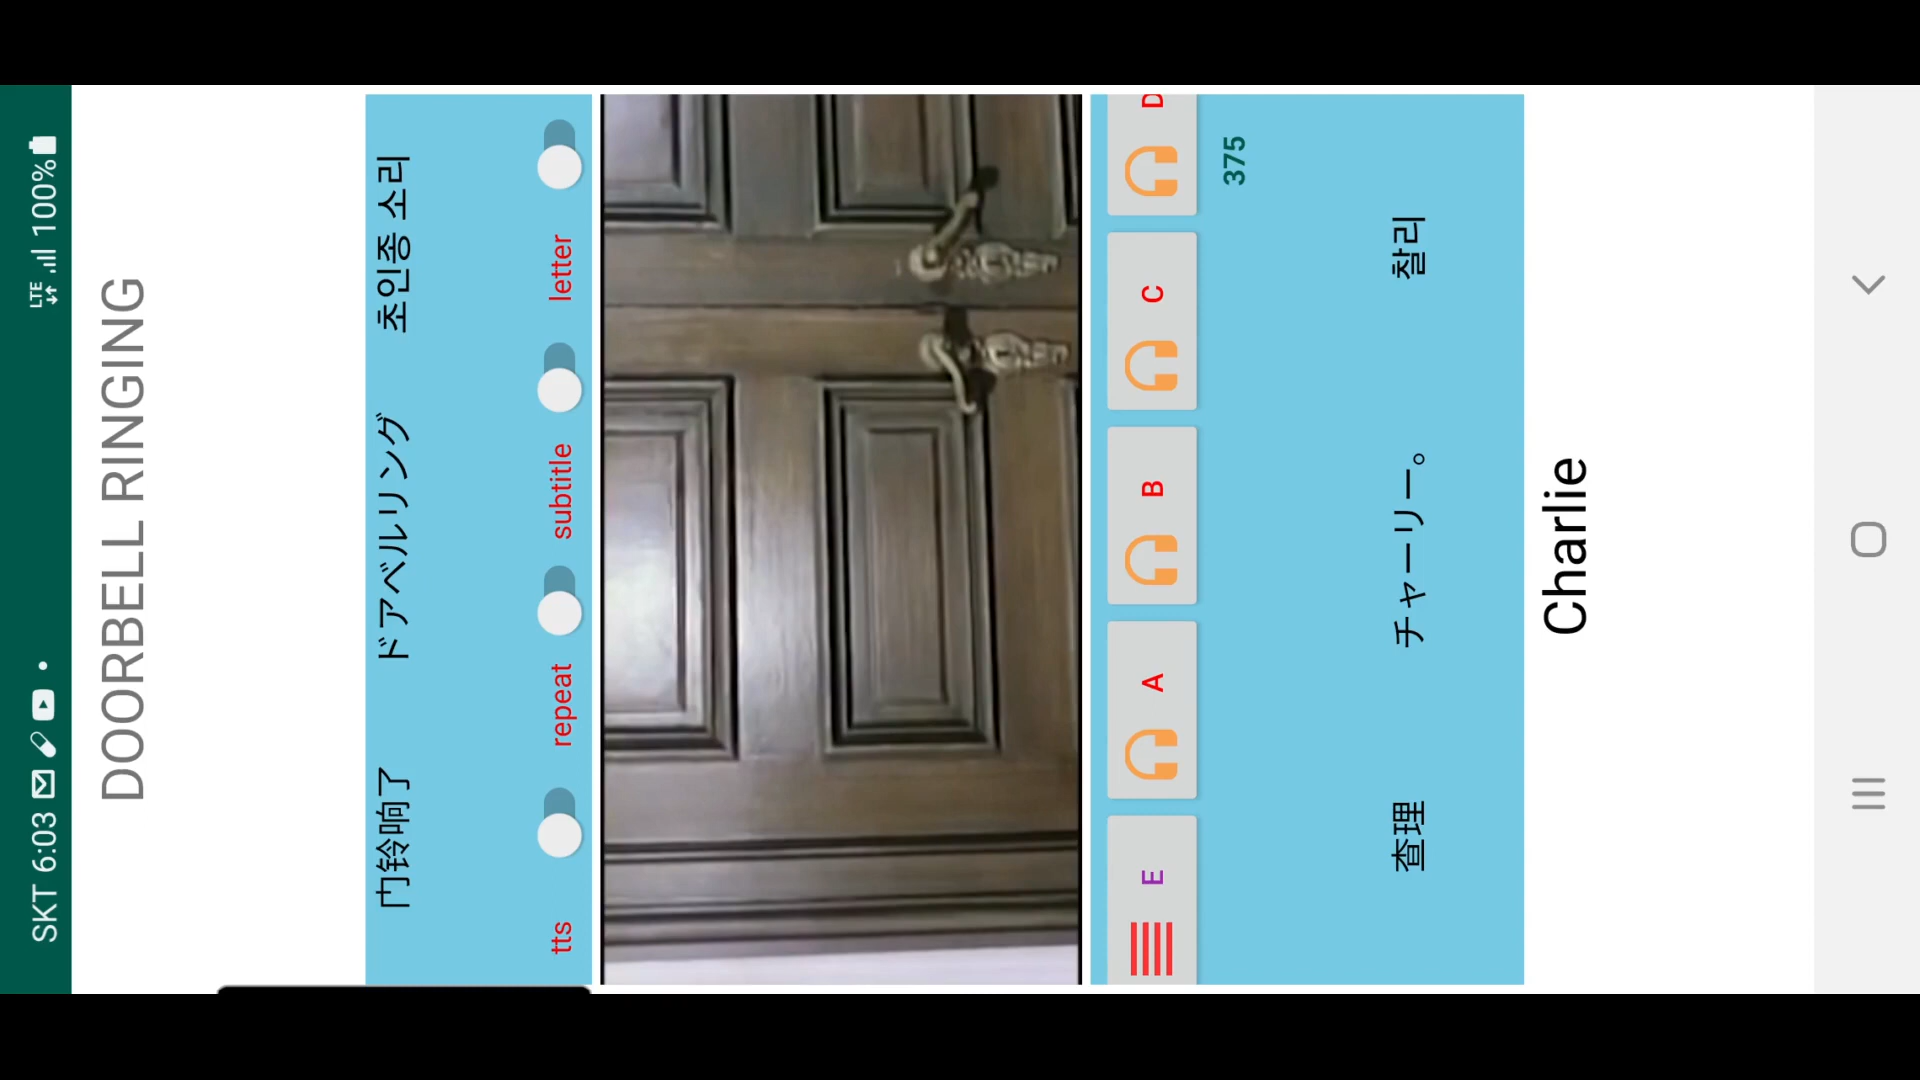 SKT 6:03
LTE 100%
DOORBELL RINGING
门铃响了 ドアベルリング 초인종 소리
tts repeat subtitle letter
E A B C D
375
查理 チャーリー。 찰리
Charlie